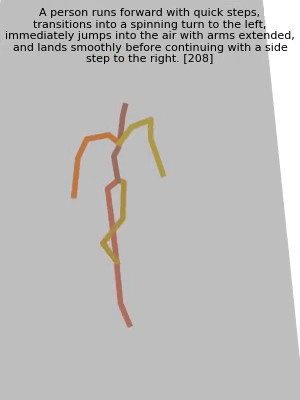 A person runs forward with quick steps,
transitions into a spinning turn to the left,
immediately jumps into the air with arms extended,
and lands smoothly before continuing with a side
step to the right. [208]